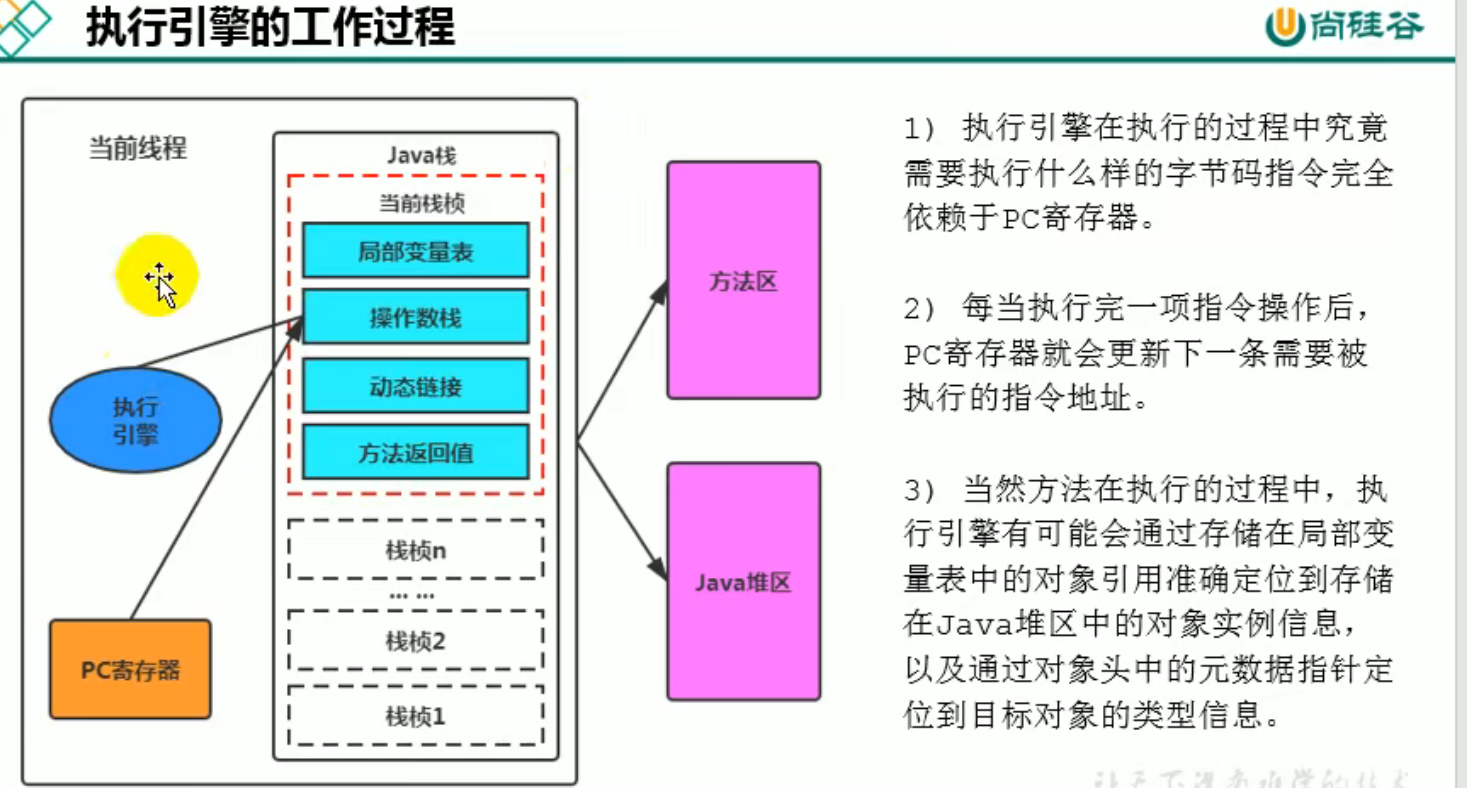 执行引擎的工作过程
尚硅谷
当前线程
Java栈
当前栈桢
局部变量表
操作数栈
动态链接
方法返回值
栈桢n
... ...
栈桢2
栈桢1
执行
引擎
PC寄存器
方法区
Java堆区
1) 执行引擎在执行的过程中究竟
需要执行什么样的字节码指令完全
依赖于PC寄存器。
2) 每当执行完一项指令操作后，
PC寄存器就会更新下一条需要被
执行的指令地址。
3) 当然方法在执行的过程中，执
行引擎有可能会通过存储在局部变
量表中的对象引用准确定位到存储
在Java堆区中的对象实例信息，
以及通过对象头中的元数据指针定
位到目标对象的类型信息。